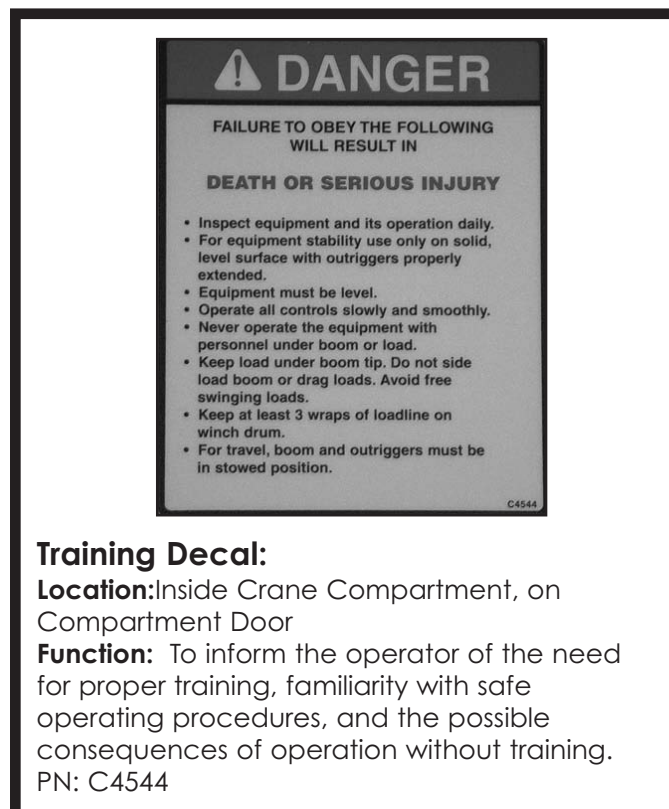 DANGER
FAILURE TO OBEY THE FOLLOWING
WILL RESULT IN
DEATH OR SERIOUS INJURY
• Inspect equipment and its operation daily.
• For equipment stability use only on solid,
level surface with outriggers properly
extended.
• Equipment must be level.
• Operate all controls slowly and smoothly.
• Never operate the equipment with
personnel under boom or load.
• Keep load under boom tip. Do not side
load boom or drag loads. Avoid free
swinging loads.
• Keep at least 3 wraps of loadline on
winch drum.
• For travel, boom and outriggers must be
in stowed position.
C4544
Training Decal:
Location:Inside Crane Compartment, on
Compartment Door
Function: To inform the operator of the need
for proper training, familiarity with safe
operating procedures, and the possible
consequences of operation without training.
PN: C4544